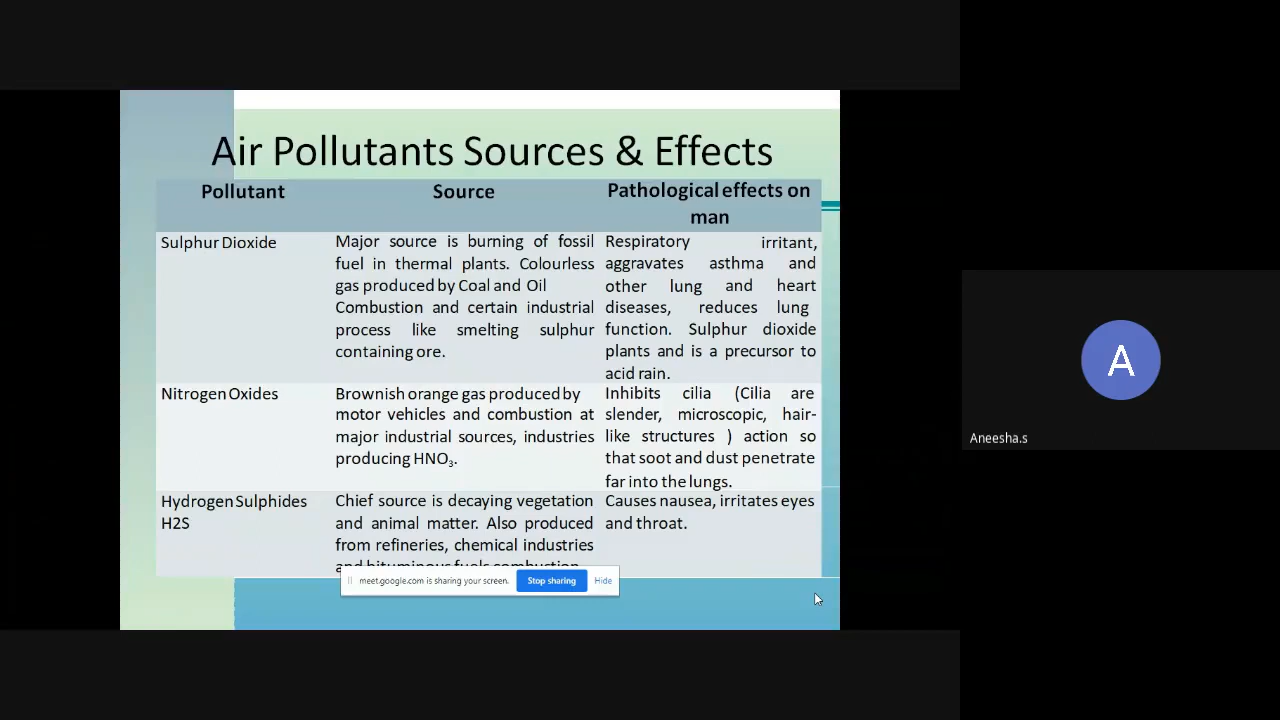 Air Pollutants Sources & Effects
Pollutant
Source
Pathological effects on
man
Sulphur Dioxide
Major source is burning of fossil
fuel in thermal plants. Colourless
gas produced by Coal and Oil
Combustion and certain industrial
process like smelting sulphur
containing ore.
Respiratory irritant,
aggravates asthma and
other lung and heart
diseases, reduces lung
function. Sulphur dioxide
plants and is a precursor to
acid rain.
Nitrogen Oxides
Brownish orange gas produced by
motor vehicles and combustion at
major industrial sources, industries
producing HNO₃.
Inhibits cilia (Cilia are
slender, microscopic, hair-
like structures ) action so
that soot and dust penetrate
far into the lungs.
Hydrogen Sulphides
H2S
Chief source is decaying vegetation
and animal matter. Also produced
from refineries, chemical industries
and bituminous fuels combustion
Causes nausea, irritates eyes
and throat.
meet.google.com is sharing your screen.
Stop sharing
Hide
A
Aneesha.s